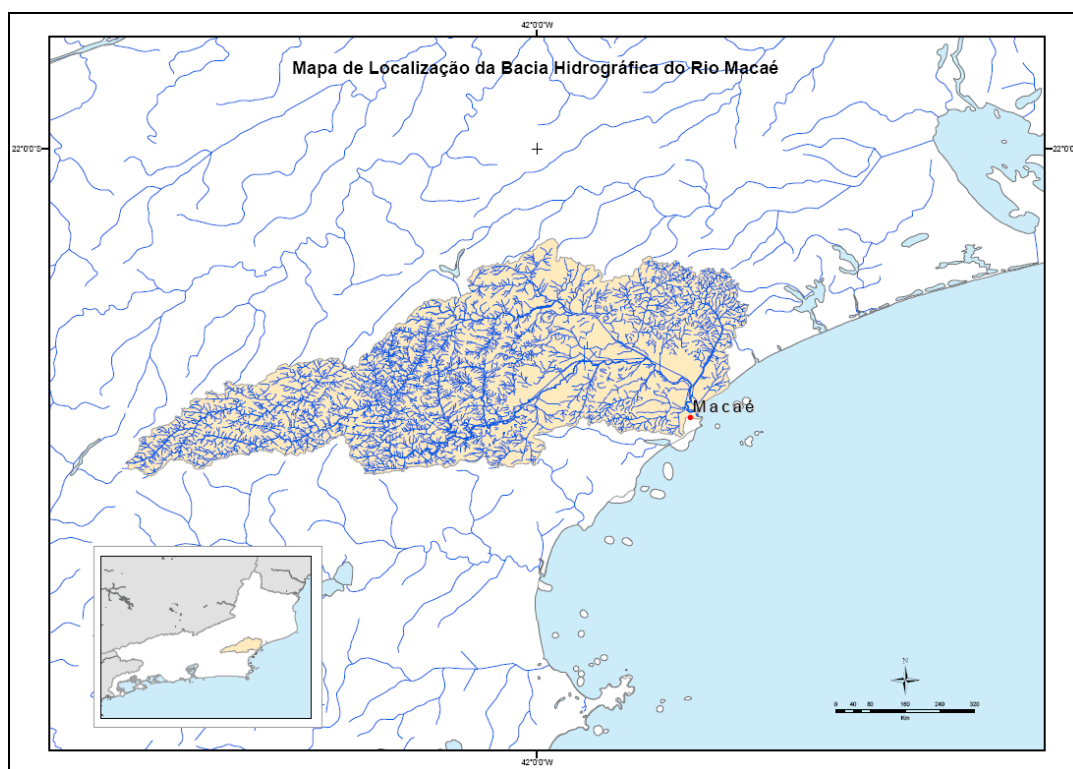 42°0'0"W
Mapa de Localização da Bacia Hidrográfica do Rio Macaé
22°0'0"S
22°0'0"S
Macaé
N
0 40 80 160 240 320
Km
42°0'0"W